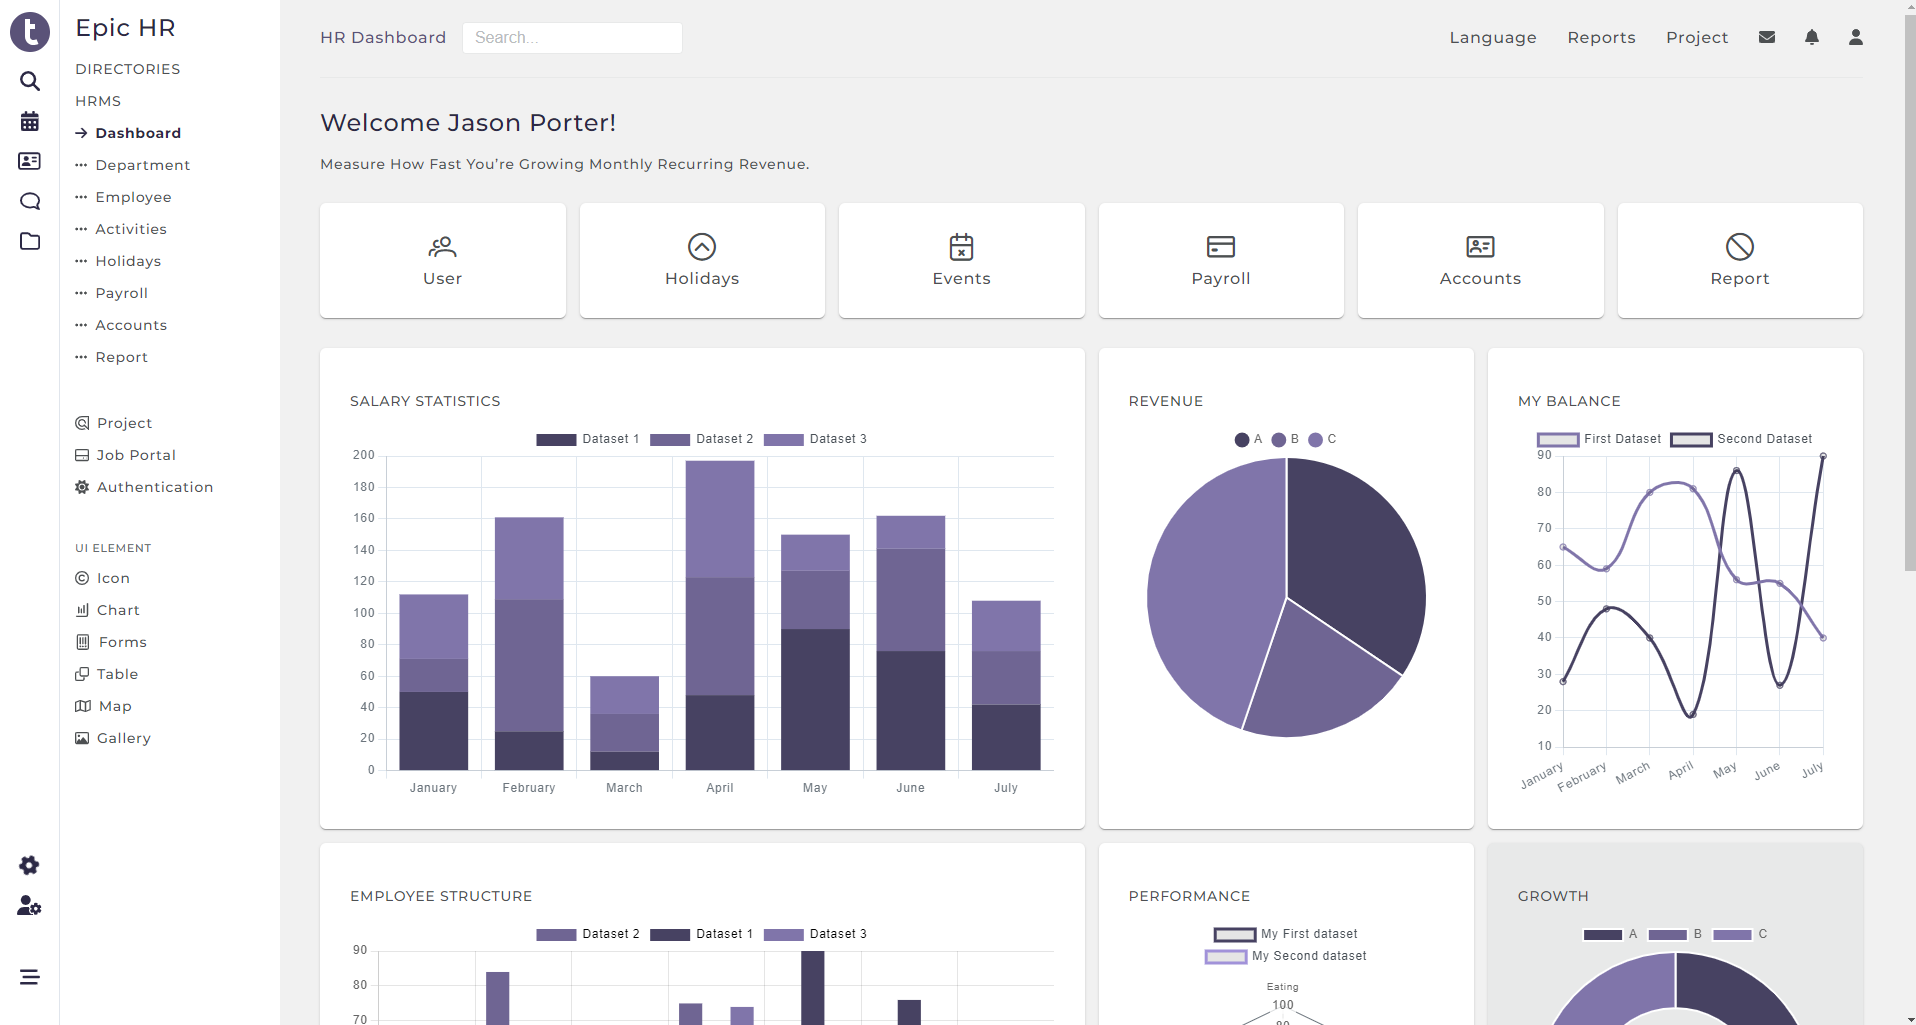 Epic HR
DIRECTORIES
HRMS
Dashboard
Department
Employee
Activities
Holidays
Payroll
Accounts
Report
Project
Job Portal
Authentication
UI ELEMENT
Icon
Chart
Forms
Table
Map
Gallery
HR Dashboard
Search...
Language Reports Project
Welcome Jason Porter!
Measure How Fast You're Growing Monthly Recurring Revenue.
User
Holidays
Events
Payroll
Accounts
Report
SALARY STATISTICS
Dataset 1 Dataset 2 Dataset 3
200
180
160
140
120
100
80
60
40
20
0
January February March April May June July
REVENUE
A B C
MY BALANCE
First Dataset Second Dataset
90
80
70
60
50
40
30
20
10
January February March April May June July
EMPLOYEE STRUCTURE
Dataset 2 Dataset 1 Dataset 3
90
80
70
PERFORMANCE
My First dataset
My Second dataset
Eating
100
80
GROWTH
A B C